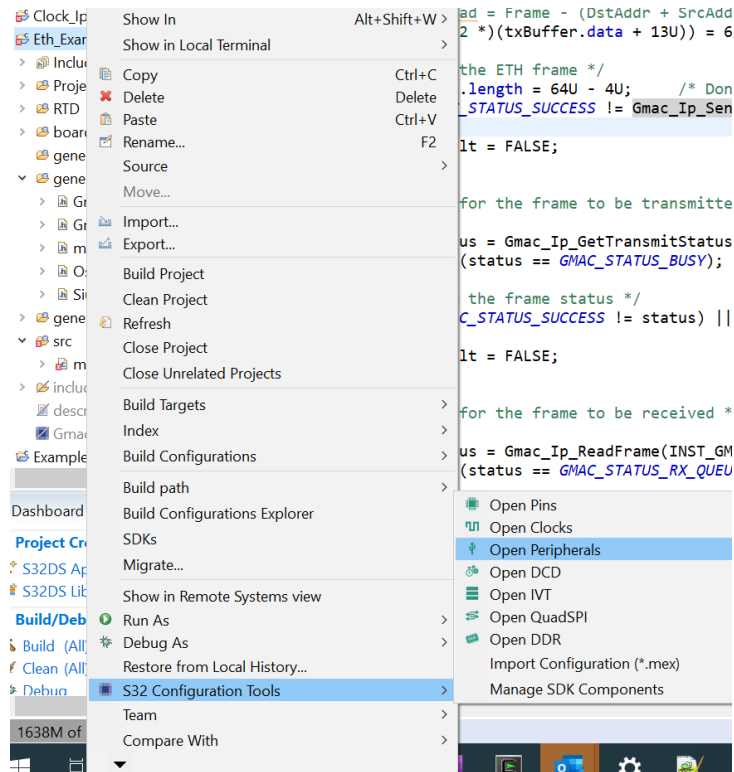 Clock_Ip
Eth_Exar
Inclu
Proje
RTD
boar
gene
gene
Gr
Gr
m
O
Si
gene
src
m
includ
descr
Gmac
Example
Dashboard
Project Cr
S32DS Ap
S32DS Lib
Build/Deb
Build (All
Clean (All
Debug
1638M of
Show In Alt+Shift+W >
Show in Local Terminal >
Copy Ctrl+C
Delete Delete
Paste Ctrl+V
Rename... F2
Source >
Move...
Import...
Export...
Build Project
Clean Project
Refresh
Close Project
Close Unrelated Projects
Build Targets >
Index >
Build Configurations >
Build path >
Build Configurations Explorer
SDKs
Migrate...
Show in Remote Systems view
Run As >
Debug As >
Restore from Local History...
S32 Configuration Tools >
Team >
Compare With >
Open Pins
Open Clocks
Open Peripherals
Open DCD
Open IVT
Open QuadSPI
Open DDR
Import Configuration (*.mex)
Manage SDK Components
ad = Frame - (DstAddr + SrcAdd
2 *)(txBuffer.data + 13U)) = 6
the ETH frame */
.length = 64U - 4U; /* Don
_STATUS_SUCCESS != Gmac_Ip_Sen
lt = FALSE;
for the frame to be transmitte
us = Gmac_Ip_GetTransmitStatus
(status == GMAC_STATUS_BUSY);
the frame status */
C_STATUS_SUCCESS != status) ||
lt = FALSE;
for the frame to be received *
us = Gmac_Ip_ReadFrame(INST_GM
(status == GMAC_STATUS_RX_QUEU